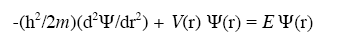 -(h²/2m)(d²Ψ/dr²) + V(r) Ψ(r) = E Ψ(r)